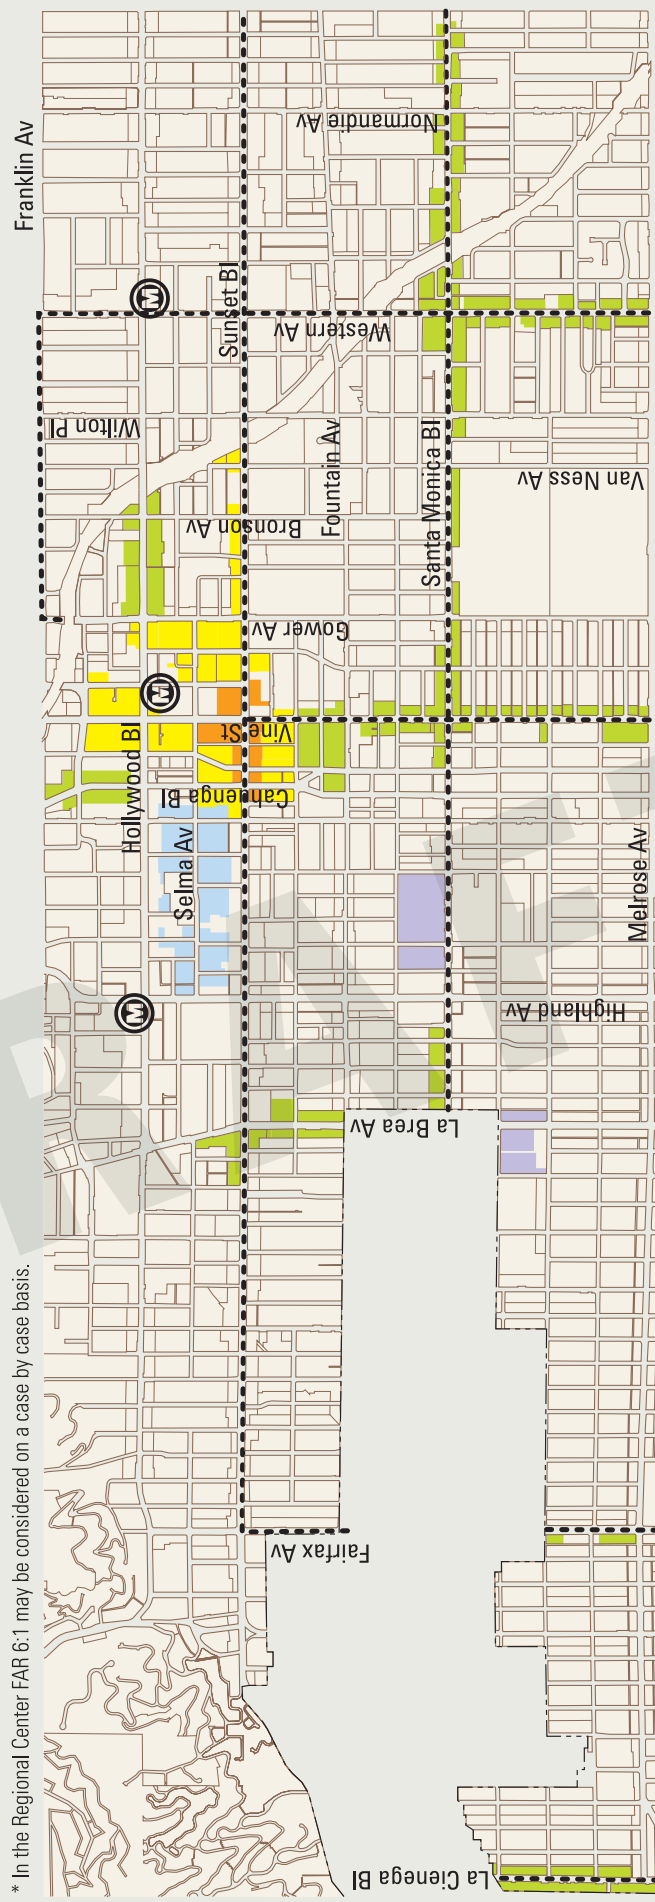 Franklin Av
Normandie Av
M
Sunset Bl
Western Av
Wilton Pl
Fountain Av
Santa Monica Bl
Van Ness Av
Bronson Av
Gower Av
M
Hollywood Bl
Vine St
Cahuenga Bl
Selma Av
Melrose Av
M
Highland Av
La Brea Av
Fairfax Av
La Cienega Bl
* In the Regional Center FAR 6:1 may be considered on a case by case basis.
RAFT